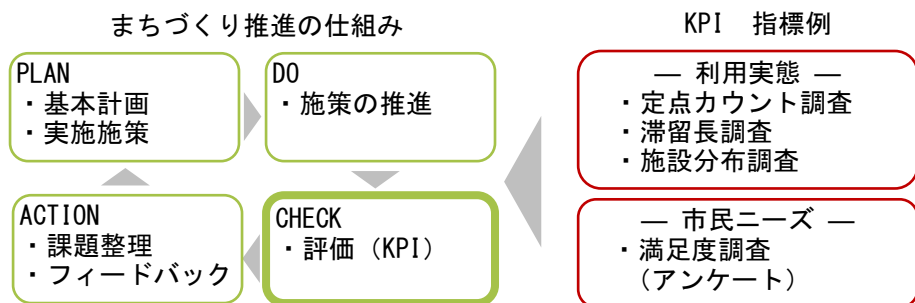 まちづくり推進の仕組み
PLAN
・基本計画
・実施施策
DO
・施策の推進
ACTION
・課題整理
・フィードバック
CHECK
・評価（KPI）
KPI 指標例
― 利用実態 ―
・定点カウント調査
・滞留長調査
・施設分布調査
― 市民ニーズ ―
・満足度調査
（アンケート）